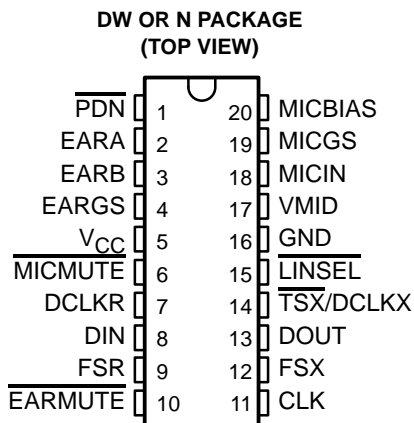 DW OR N PACKAGE
(TOP VIEW)
PDN 1 20 MICBIAS
EARA 2 19 MICGS
EARB 3 18 MICIN
EARGS 4 17 VMID
VCC 5 16 GND
MICMUTE 6 15 LINSEL
DCLKR 7 14 TSX/DCLKX
DIN 8 13 DOUT
FSR 9 12 FSX
EARMUTE 10 11 CLK